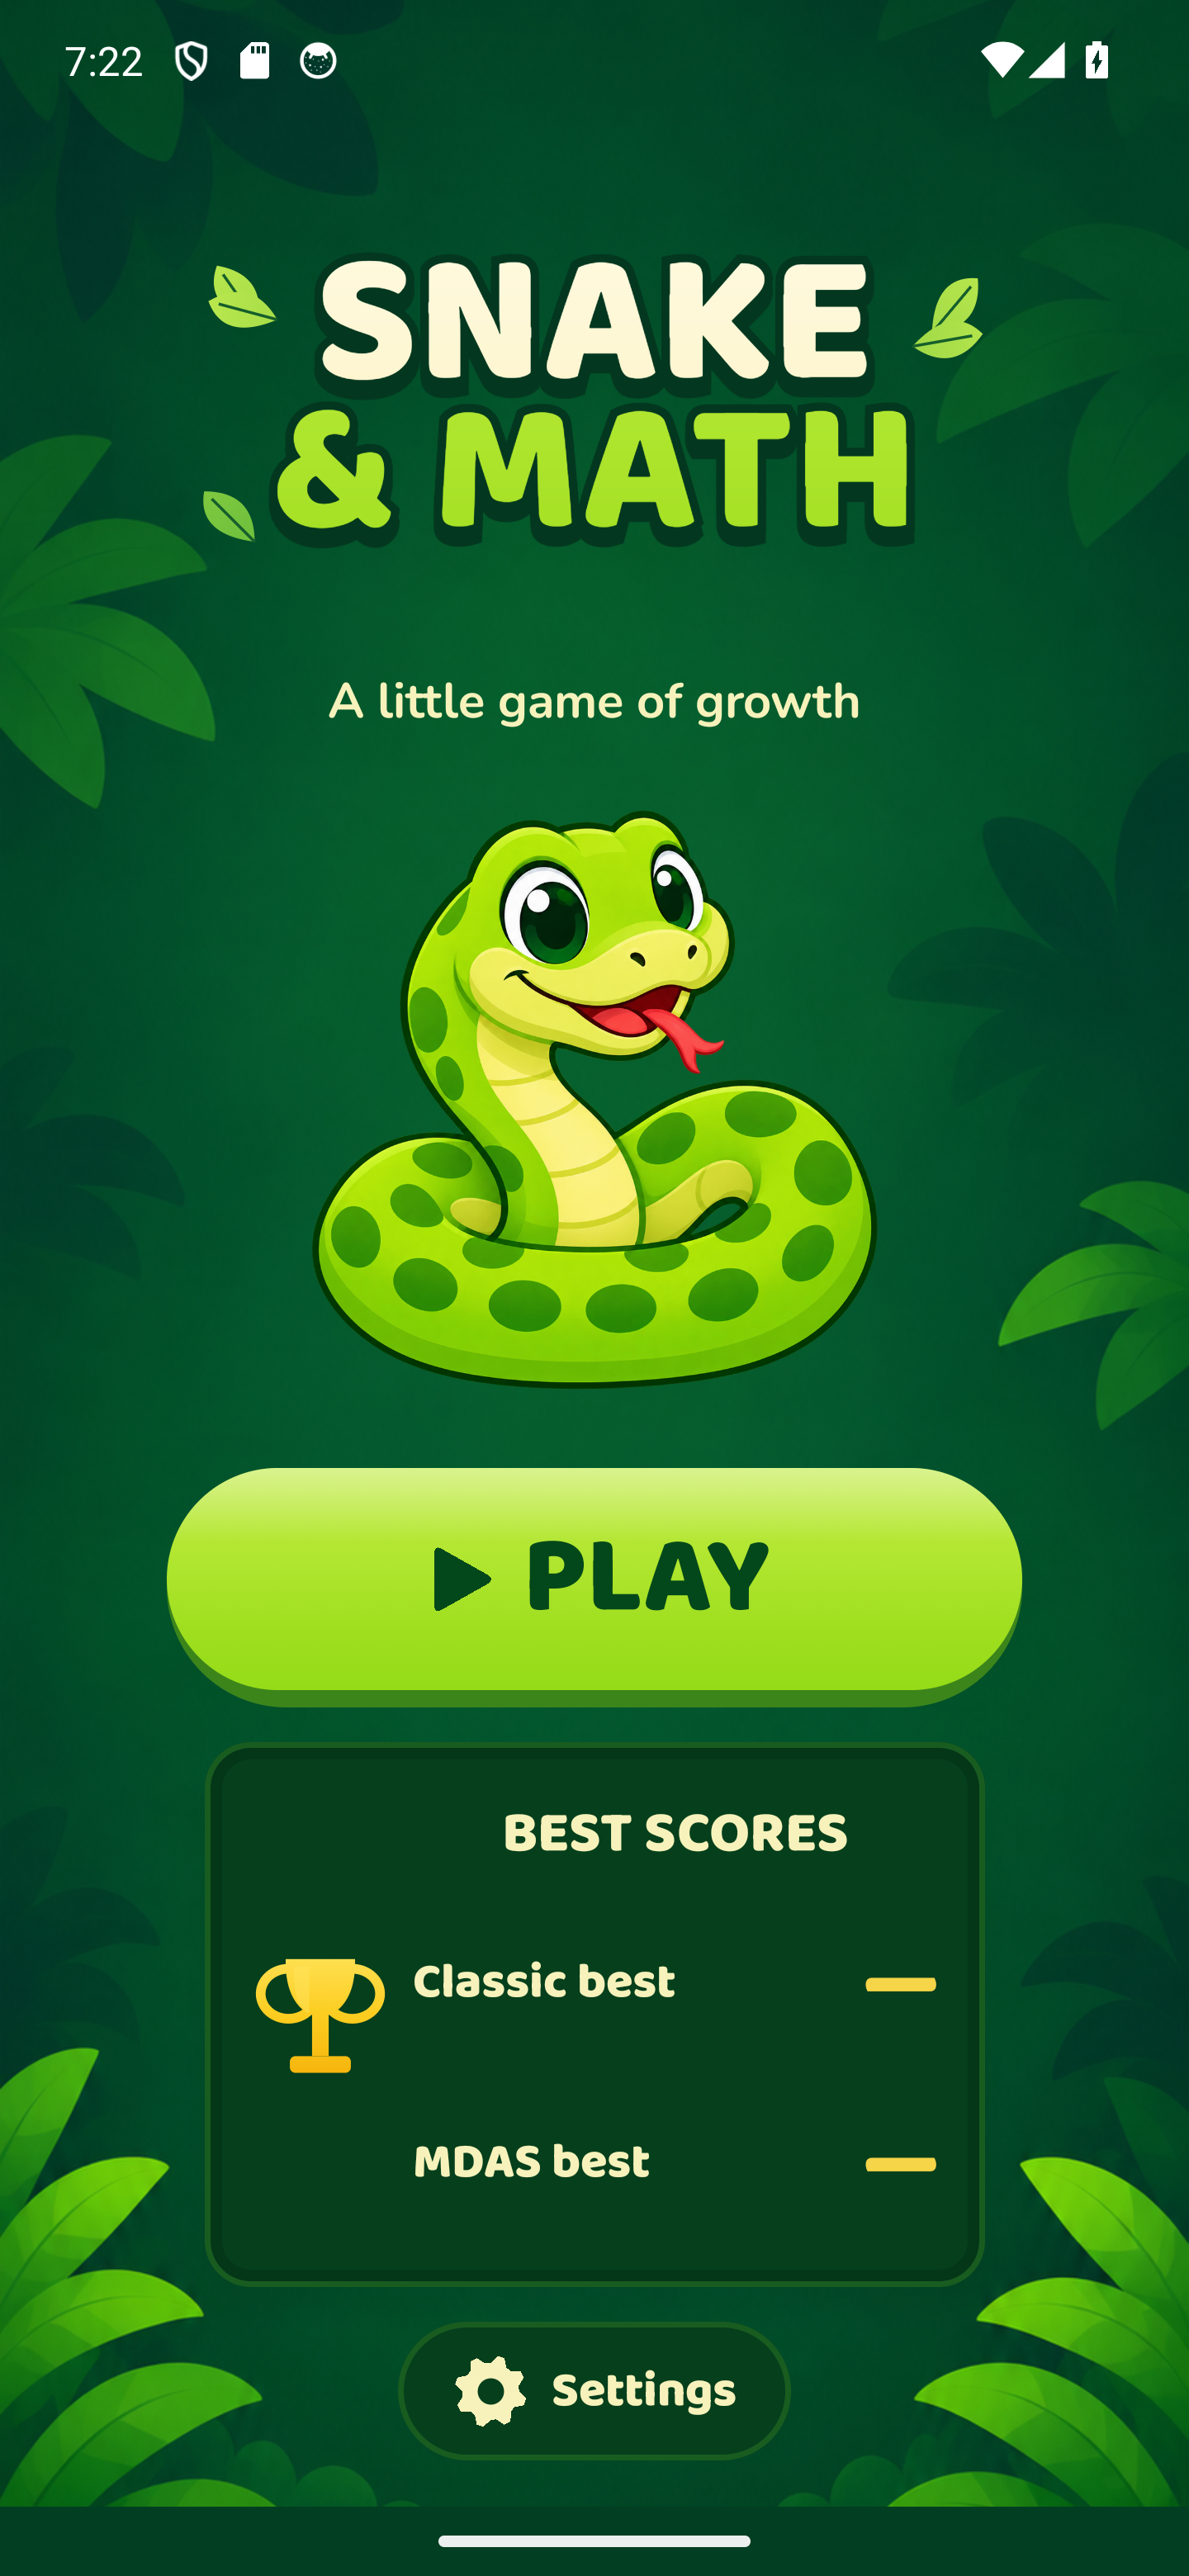 7:22
SNAKE
& MATH
A little game of growth
PLAY
BEST SCORES
Classic best —
MDAS best —
Settings